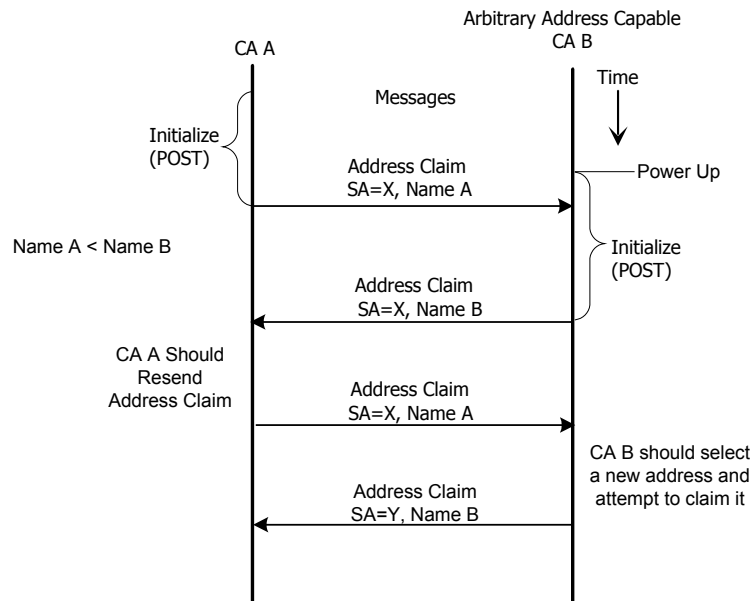 Arbitrary Address Capable
CA A
CA B
Time
Messages
Initialize
(POST)
Address Claim
SA=X, Name A
Power Up
Name A < Name B
Initialize
(POST)
Address Claim
SA=X, Name B
CA A Should
Resend
Address Claim
Address Claim
SA=X, Name A
CA B should select
a new address and
attempt to claim it
Address Claim
SA=Y, Name B